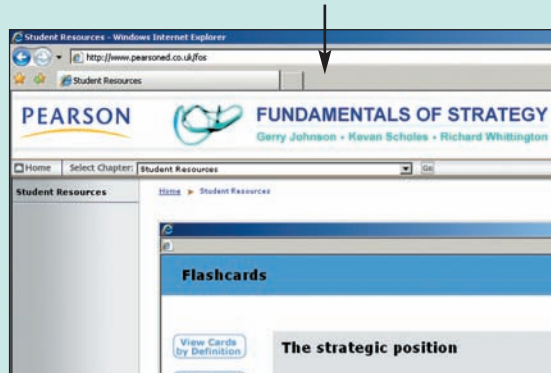 Student Resources - Windows Internet Explorer
http://www.pearsoned.co.uk/fos
Student Resources
PEARSON
FUNDAMENTALS OF STRATEGY
Gerry Johnson • Kevan Scholes • Richard Whittington
Home
Select Chapter:
Student Resources
Go
Student Resources
Home ► Student Resources
Flashcards
View Cards
by Definition
The strategic position